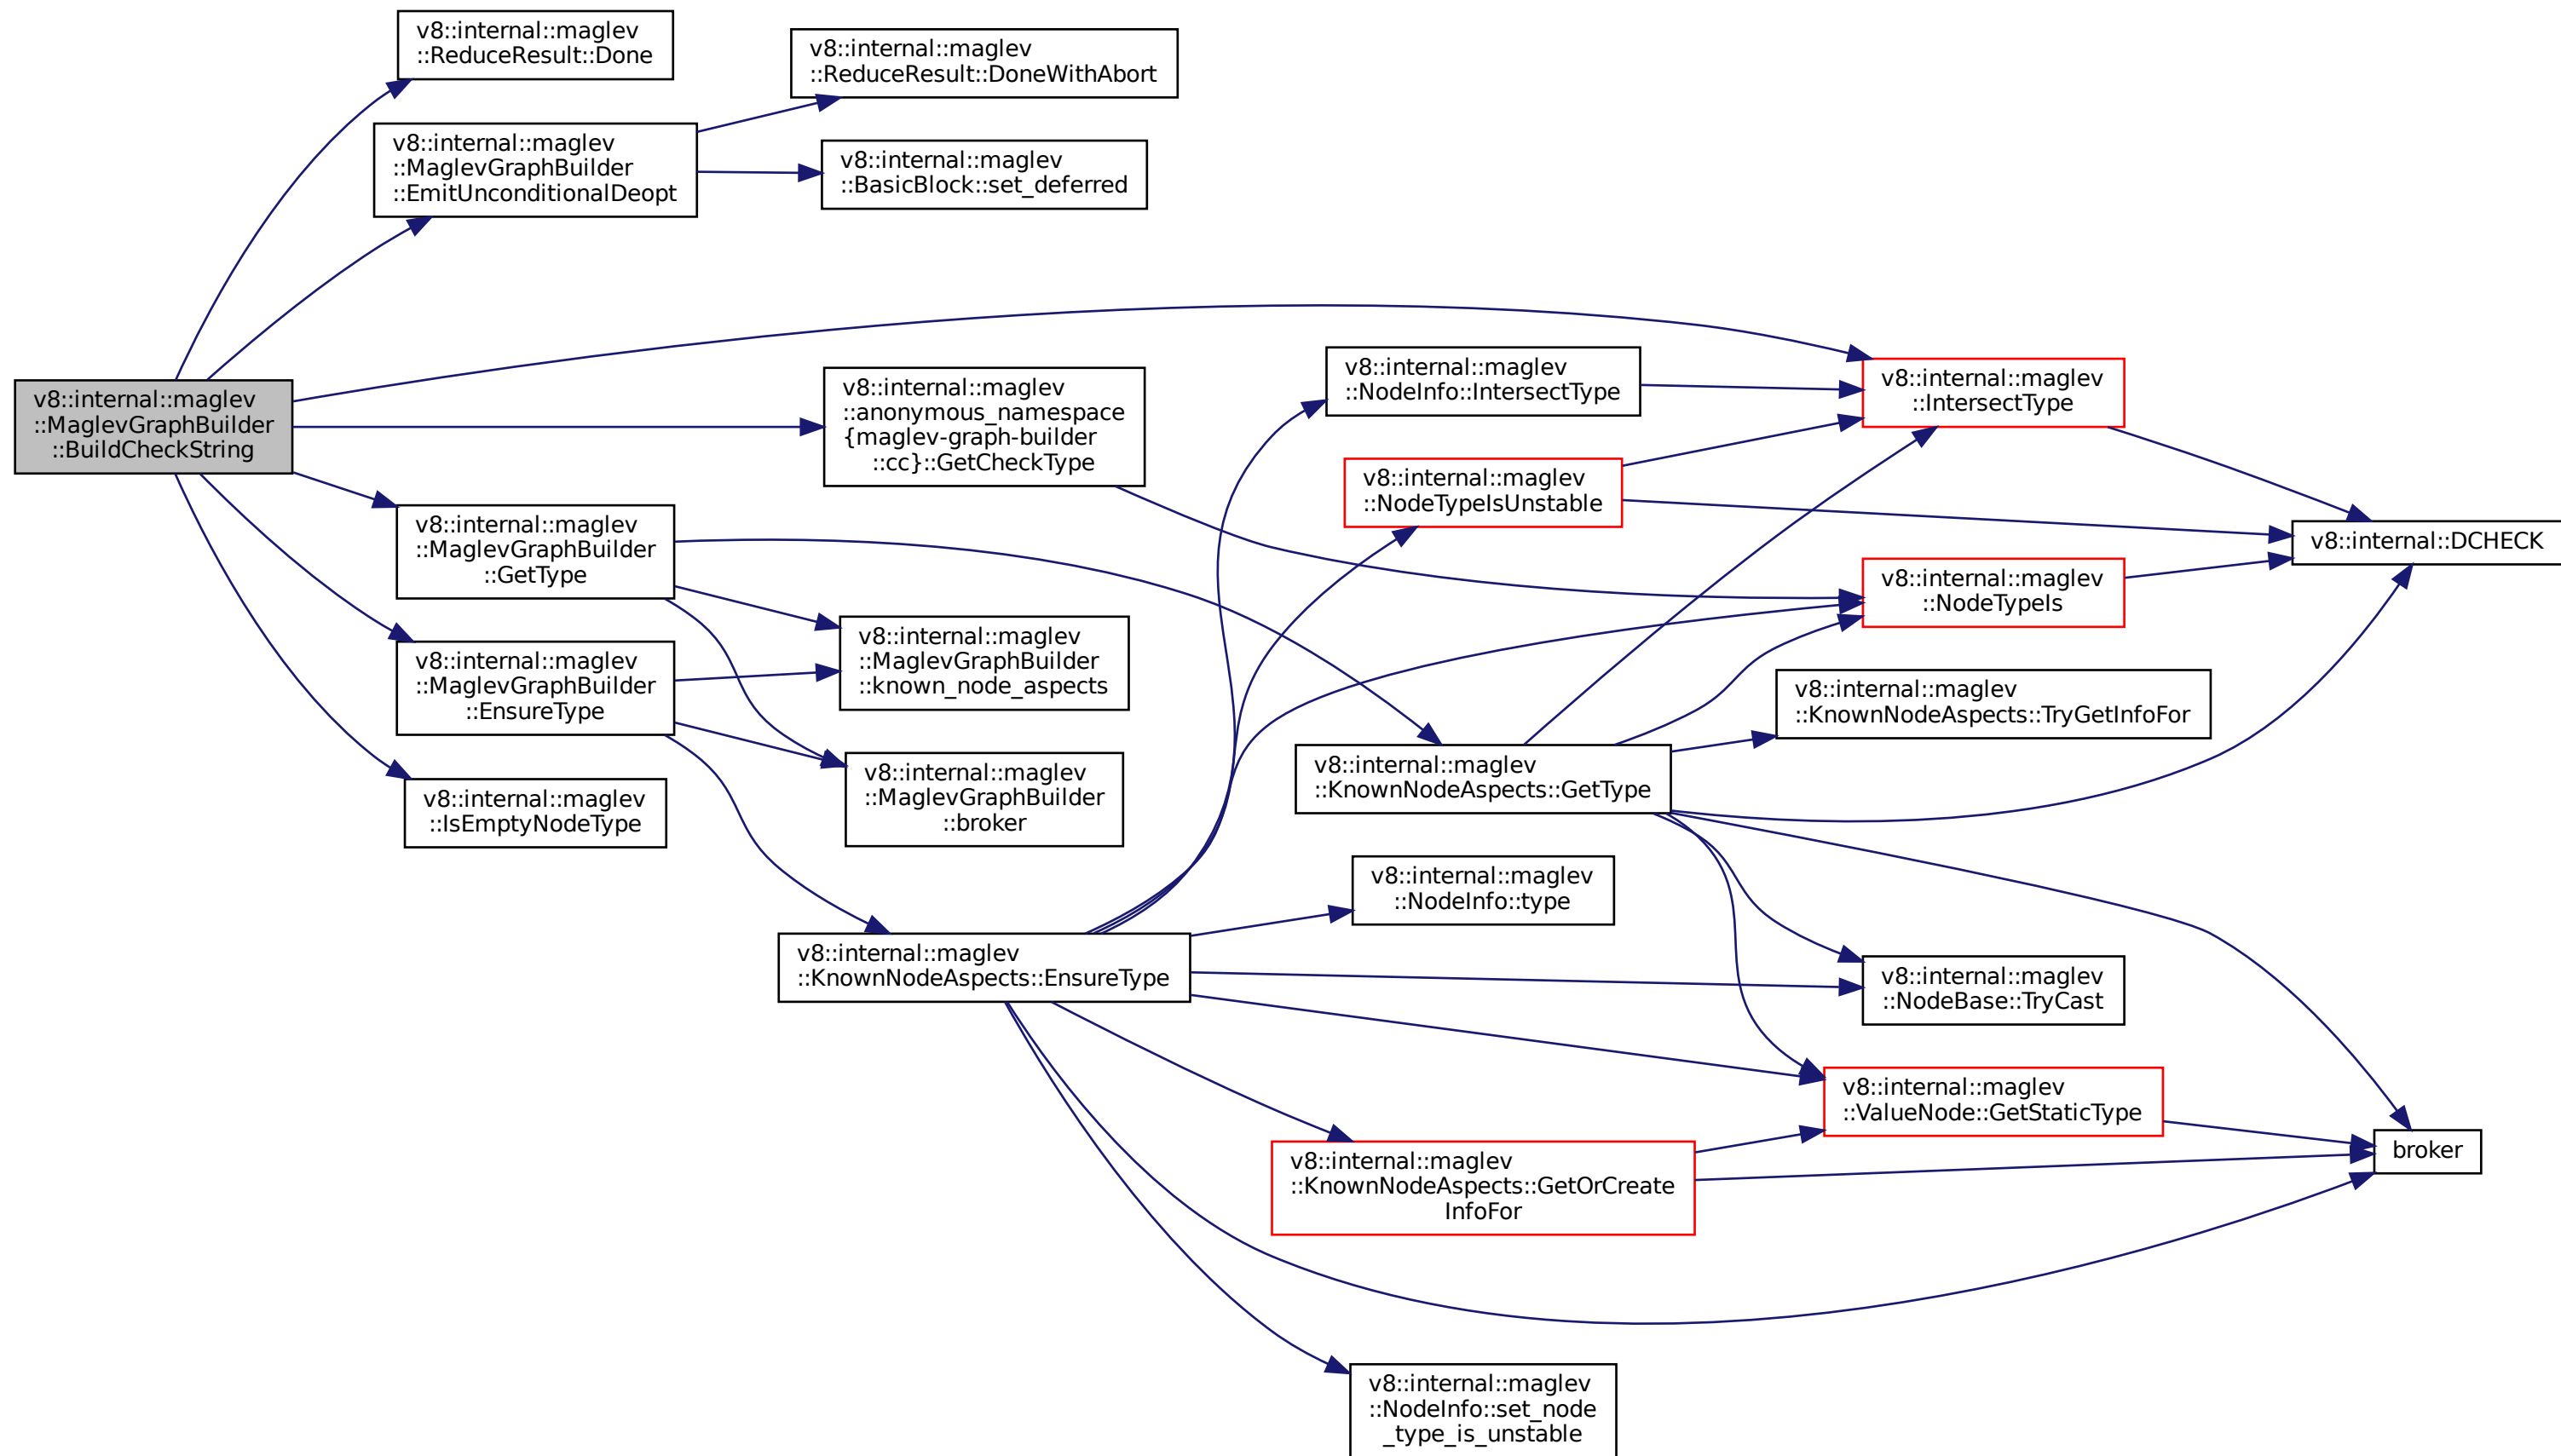 v8::internal::maglev
::ReduceResult::Done
v8::internal::maglev
::ReduceResult::DoneWithAbort
v8::internal::maglev
::MaglevGraphBuilder
::EmitUnconditionalDeopt
v8::internal::maglev
::BasicBlock::set_deferred
v8::internal::maglev
::MaglevGraphBuilder
::BuildCheckString
v8::internal::maglev
::anonymous_namespace
{maglev-graph-builder
::cc}::GetCheckType
v8::internal::maglev
::NodeInfo::IntersectType
v8::internal::maglev
::IntersectType
v8::internal::maglev
::NodeTypeIsUnstable
v8::internal::maglev
::MaglevGraphBuilder
::GetType
v8::internal::DCHECK
v8::internal::maglev
::NodeTypeIs
v8::internal::maglev
::MaglevGraphBuilder
::known_node_aspects
v8::internal::maglev
::MaglevGraphBuilder
::EnsureType
v8::internal::maglev
::KnownNodeAspects::TryGetInfoFor
v8::internal::maglev
::MaglevGraphBuilder
::broker
v8::internal::maglev
::KnownNodeAspects::GetType
v8::internal::maglev
::IsEmptyNodeType
v8::internal::maglev
::NodeInfo::type
v8::internal::maglev
::KnownNodeAspects::EnsureType
v8::internal::maglev
::NodeBase::TryCast
v8::internal::maglev
::ValueNode::GetStaticType
broker
v8::internal::maglev
::KnownNodeAspects::GetOrCreate
InfoFor
v8::internal::maglev
::NodeInfo::set_node
_type_is_unstable